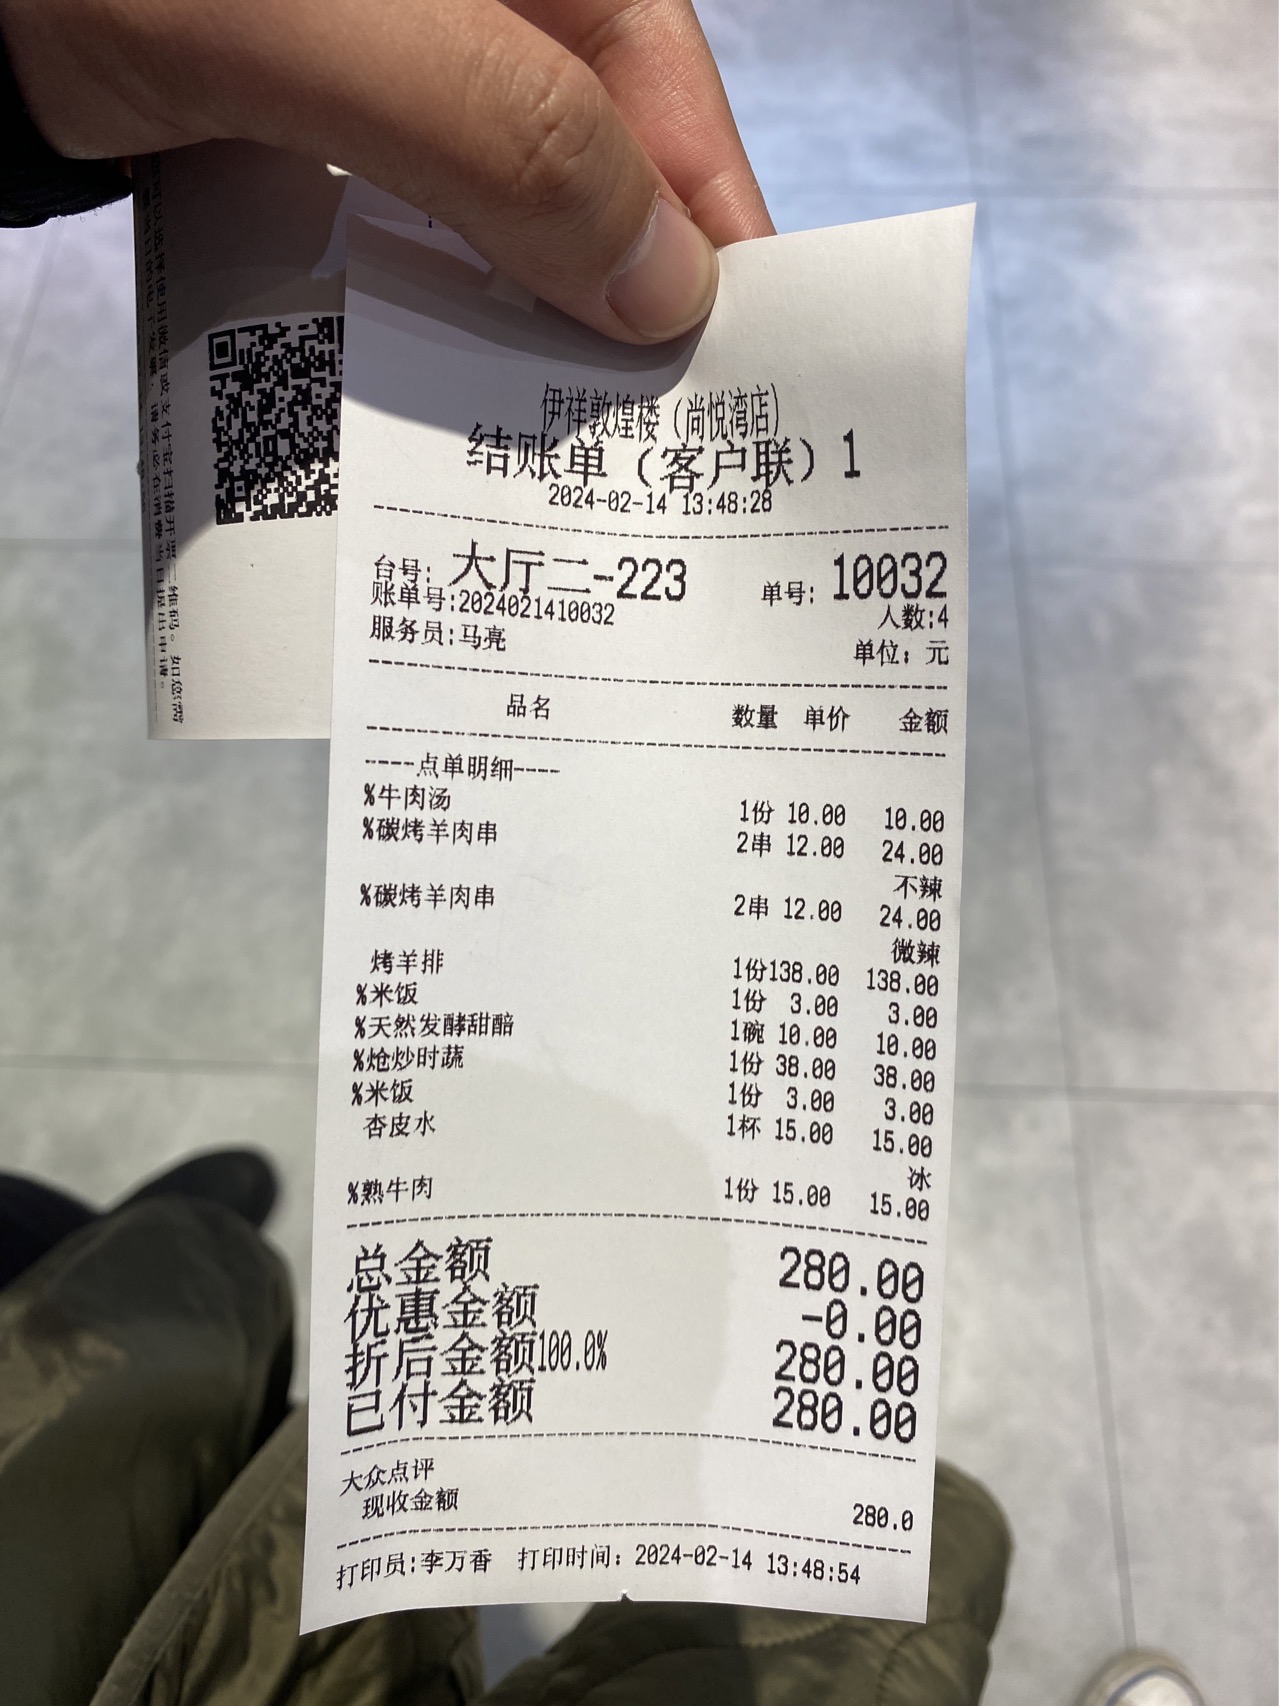 伊祥敦煌楼（尚悦湾店）
结账单（客户联）1
2024-02-14 13:48:28
台号: 大厅二-223 单号: 10032
账单号:2024021410032 人数:4
服务员:马亮 单位: 元
品名 数量 单价 金额
----点单明细----
%牛肉汤 1份 10.00 10.00
%碳烤羊肉串 2串 12.00 24.00
不辣
%碳烤羊肉串 2串 12.00 24.00
微辣
烤羊排 1份138.00 138.00
%米饭 1份 3.00 3.00
%天然发酵甜醅 1碗 10.00 10.00
%炝炒时蔬 1份 38.00 38.00
%米饭 1份 3.00 3.00
杏皮水 1杯 15.00 15.00
冰
%熟牛肉 1份 15.00 15.00
总金额 280.00
优惠金额 -0.00
折后金额100.0% 280.00
已付金额 280.00
大众点评
现收金额 280.0
打印员:李万香 打印时间: 2024-02-14 13:48:54